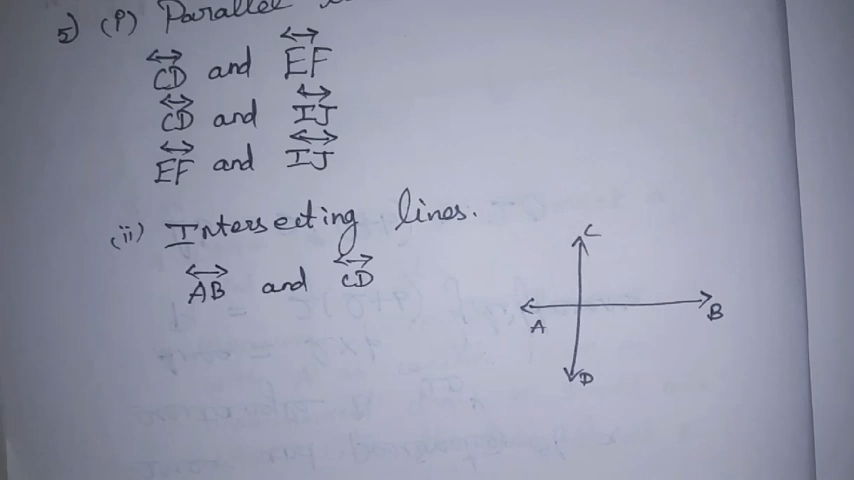 5) (i) Parallel
CD and EF
CD and IJ
EF and IJ
(ii) Intersecting lines.
AB and CD
C
A
B
D